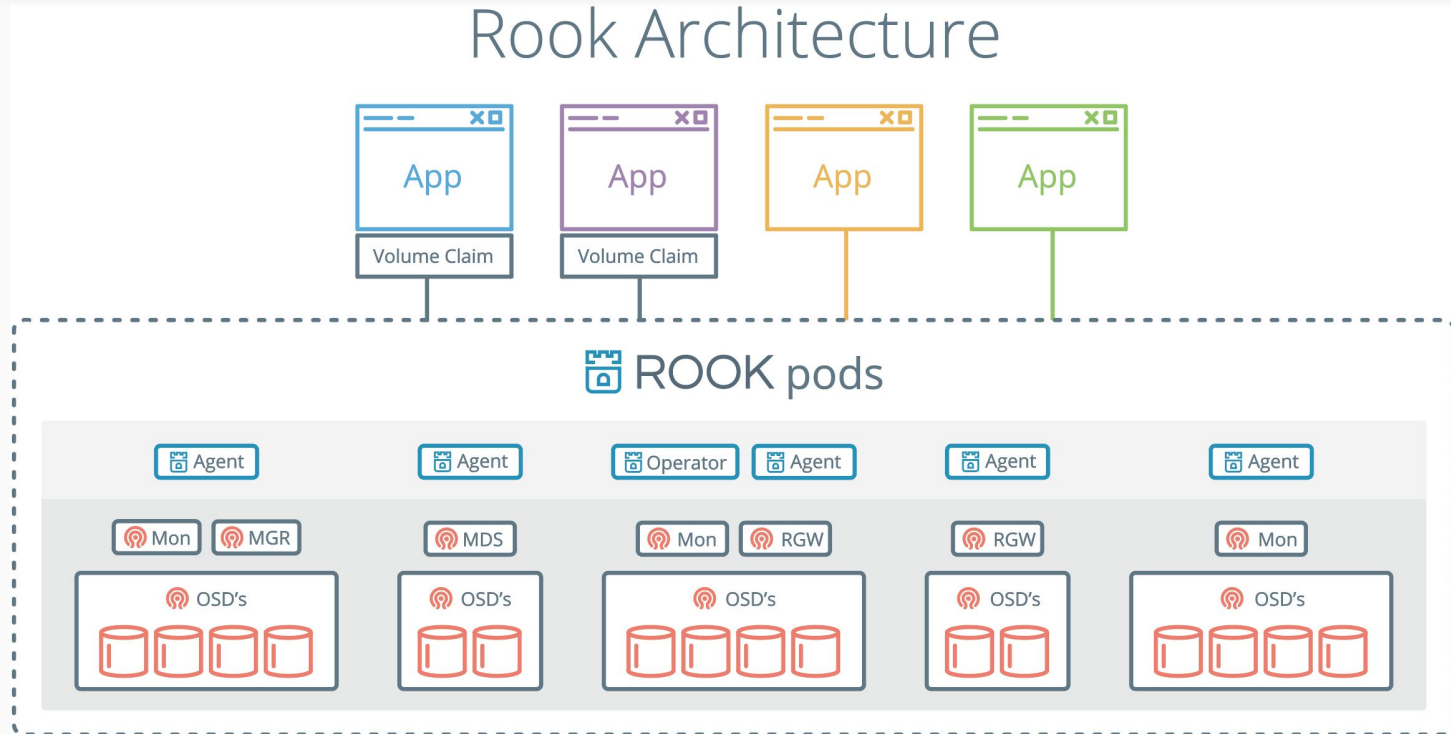 Rook Architecture
App App App App
Volume Claim Volume Claim
ROOK pods
Agent Agent Operator Agent Agent Agent
Mon MGR MDS Mon RGW RGW Mon
OSD's OSD's OSD's OSD's OSD's